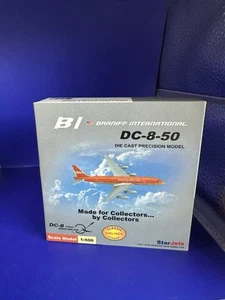 BI BRANIFF INTERNATIONAL
DC-8-50
DIE CAST PRECISION MODEL
Made for Collectors...
by Collectors
DC-8
Scale Model 1:500
StarJets